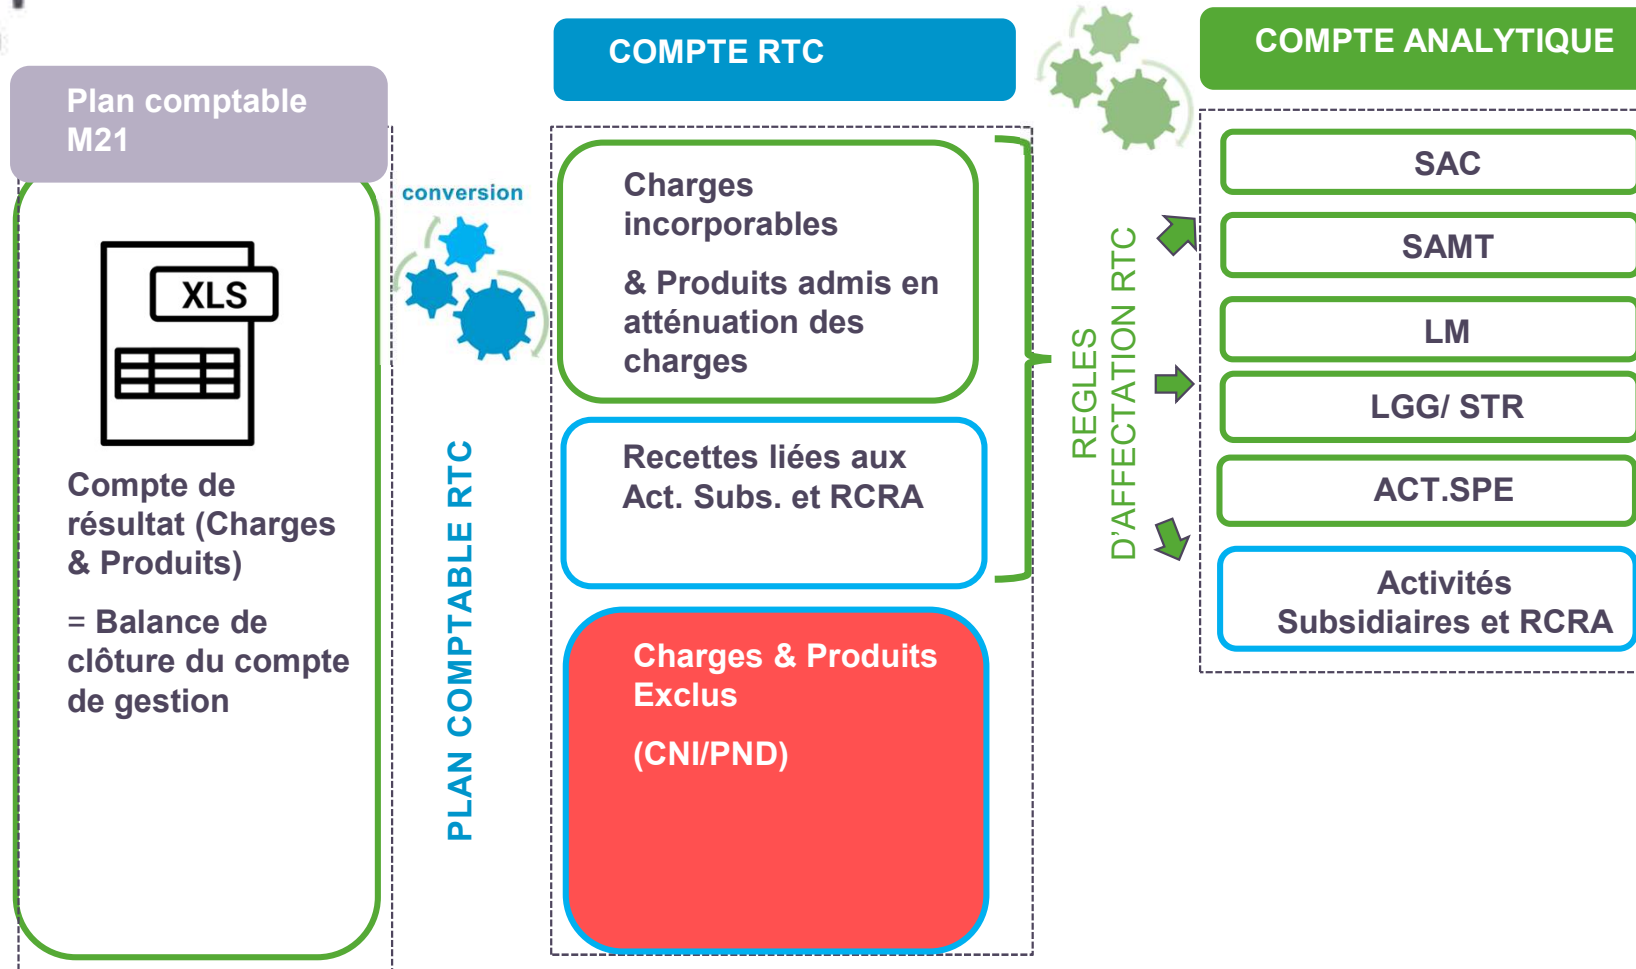 Plan comptable
M21
XLS
Compte de
résultat (Charges
& Produits)
= Balance de
clôture du compte
de gestion
conversion
PLAN COMPTABLE RTC
COMPTE RTC
Charges
incorporables
& Produits admis en
atténuation des
charges
Recettes liées aux
Act. Subs. et RCRA
Charges & Produits
Exclus
(CNI/PND)
REGLES
D'AFFECTATION RTC
COMPTE ANALYTIQUE
SAC
SAMT
LM
LGG/ STR
ACT.SPE
Activités
Subsidiaires et RCRA